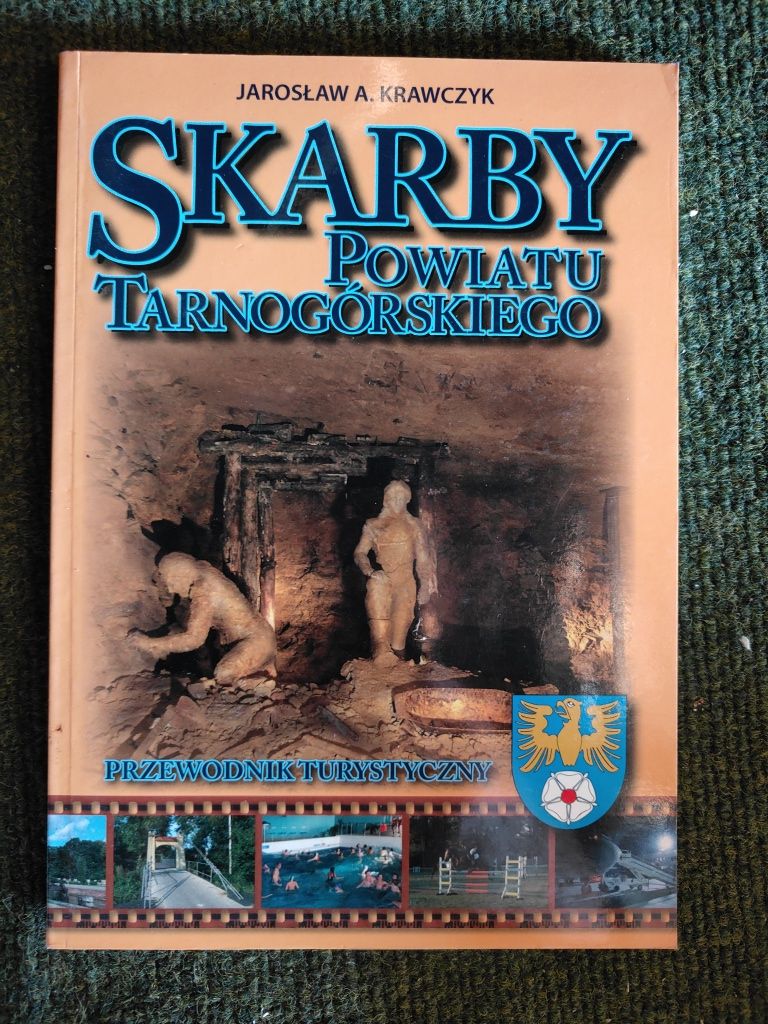 JAROSŁAW A. KRAWCZYK
SKARBY
POWIATU
TARNOGÓRSKIEGO
PRZEWODNIK TURYSTYCZNY